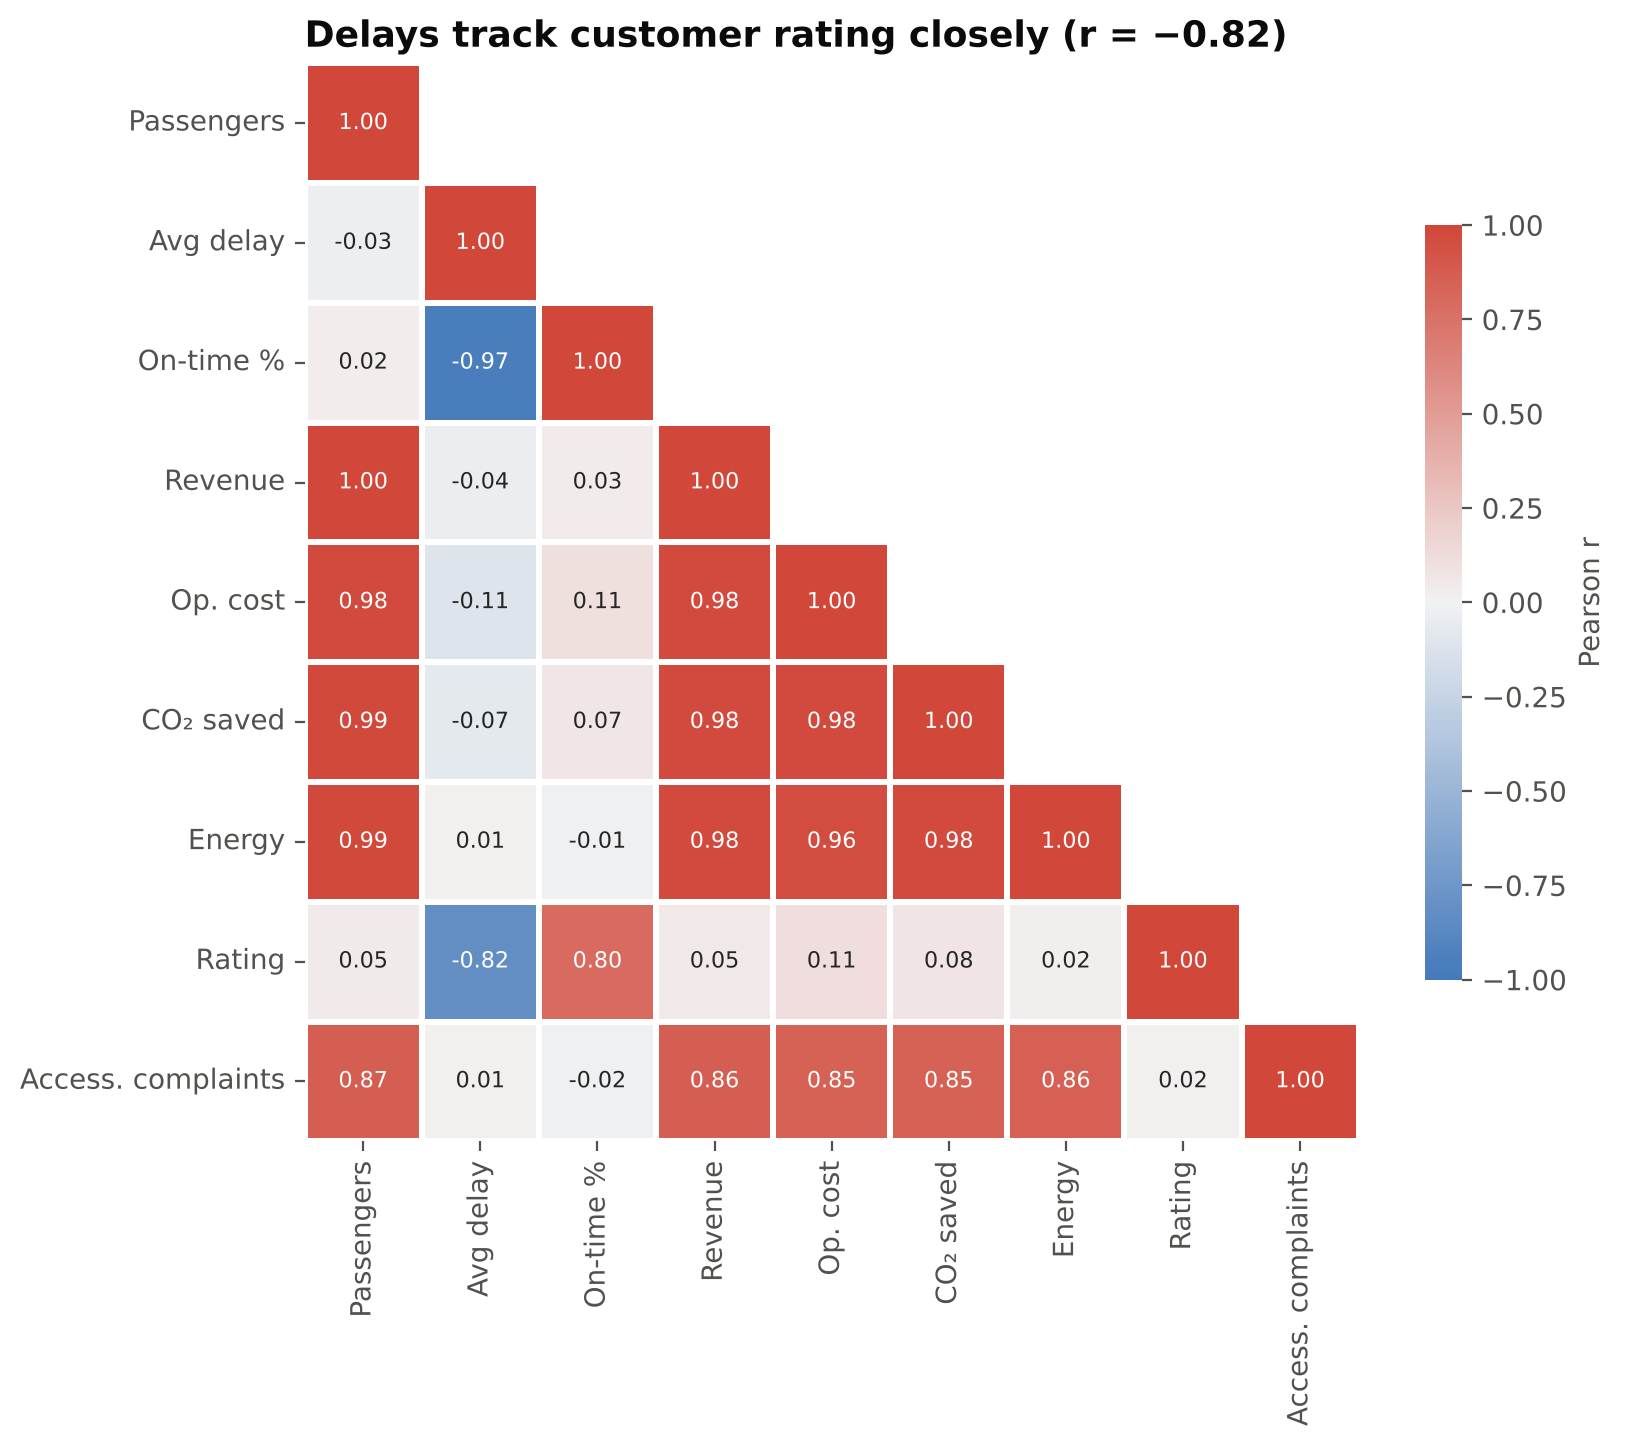 Delays track customer rating closely (r = −0.82)
Passengers 1.00
Avg delay -0.03 1.00
On-time % 0.02 -0.97 1.00
Revenue 1.00 -0.04 0.03 1.00
Op. cost 0.98 -0.11 0.11 0.98 1.00
CO₂ saved 0.99 -0.07 0.07 0.98 0.98 1.00
Energy 0.99 0.01 -0.01 0.98 0.96 0.98 1.00
Rating 0.05 -0.82 0.80 0.05 0.11 0.08 0.02 1.00
Access. complaints 0.87 0.01 -0.02 0.86 0.85 0.85 0.86 0.02 1.00
Passengers
Avg delay
On-time %
Revenue
Op. cost
CO₂ saved
Energy
Rating
Access. complaints
1.00
0.75
0.50
0.25
0.00
−0.25
−0.50
−0.75
−1.00
Pearson r